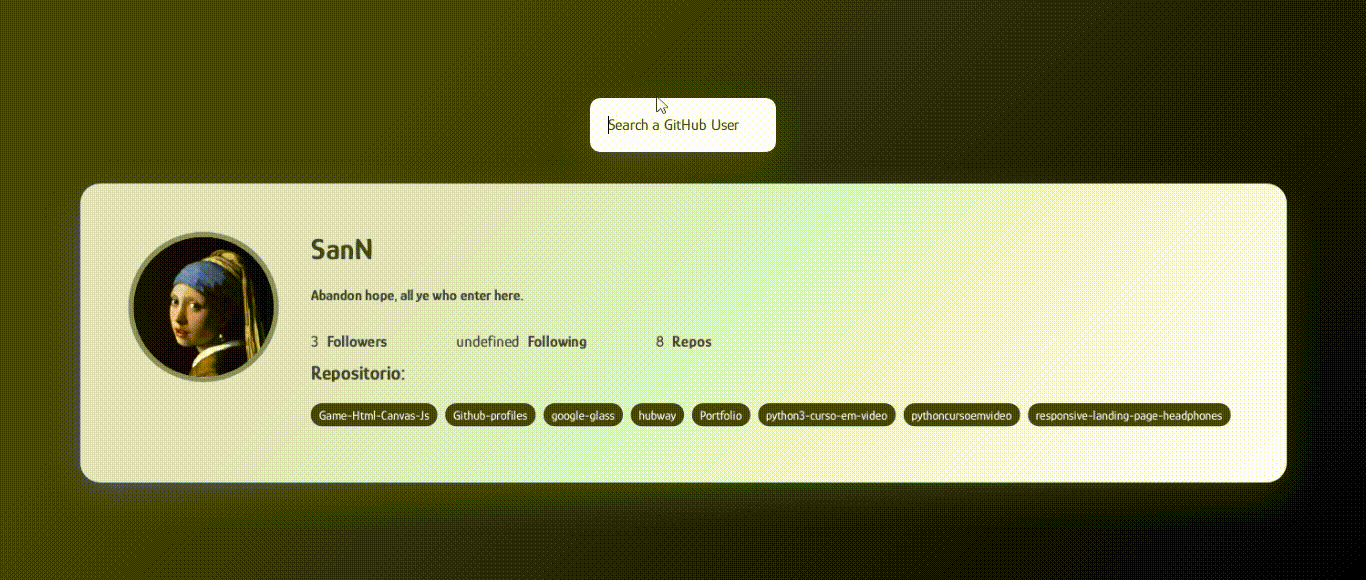 Search a GitHub User
SanN
Abandon hope, all ye who enter here.
3 Followers undefined Following 8 Repos
Repositorio:
Game-Html-Canvas-Js Github-profiles google-glass hubway Portfolio python3-curso-em-video pythoncursoemvideo responsive-landing-page-headphones